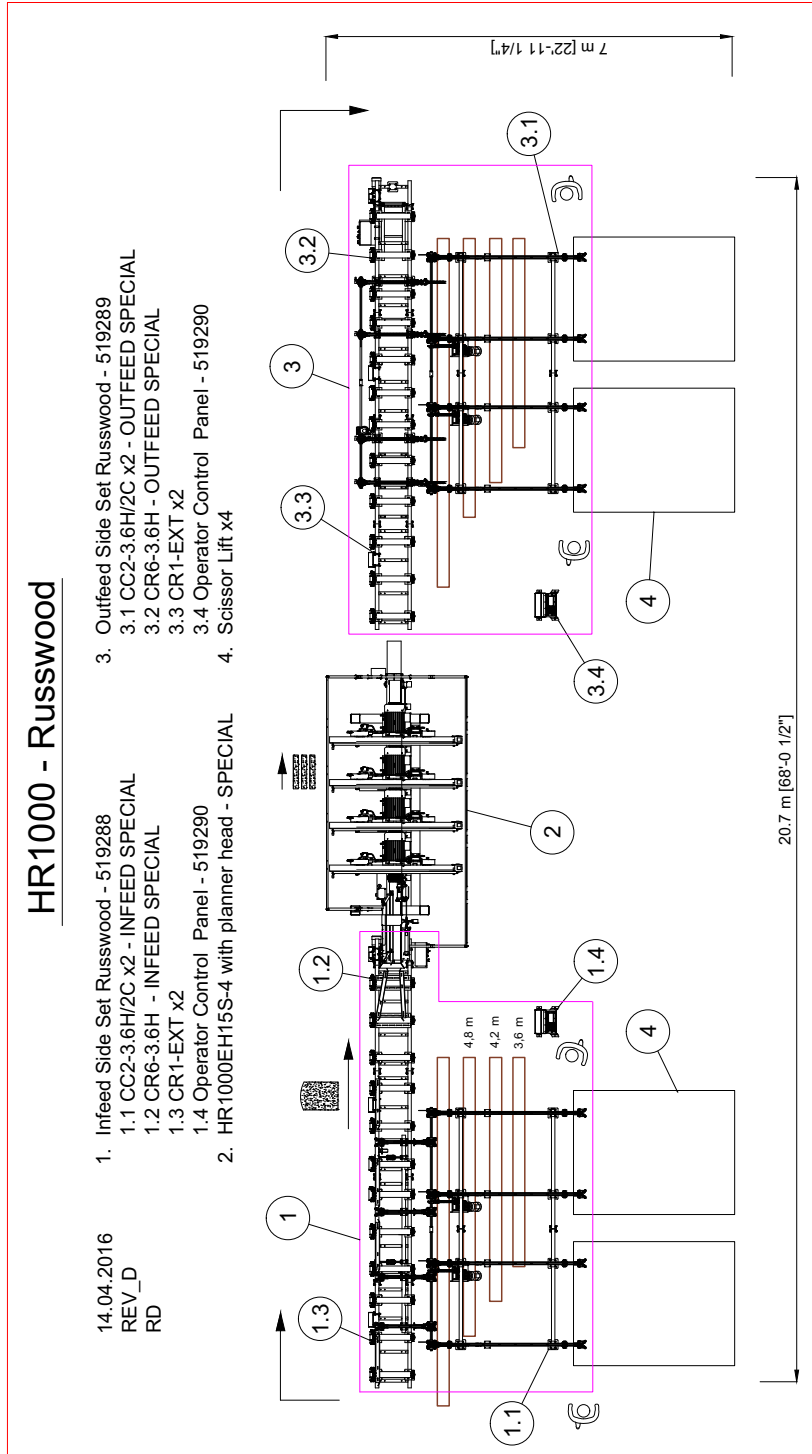 HR1000 - Russwood
14.04.2016
REV_D
RD
1. Infeed Side Set Russwood - 519288
1.1 CC2-3.6H/2C x2 - INFEED SPECIAL
1.2 CR6-3.6H - INFEED SPECIAL
1.3 CR1-EXT x2
1.4 Operator Control Panel - 519290
2. HR1000EH15S-4 with planner head - SPECIAL
3. Outfeed Side Set Russwood - 519289
3.1 CC2-3.6H/2C x2 - OUTFEED SPECIAL
3.2 CR6-3.6H - OUTFEED SPECIAL
3.3 CR1-EXT x2
3.4 Operator Control Panel - 519290
4. Scissor Lift x4
1.3
1
1.2
3.3
3
3.2
7 m [22'-11 1/4"]
1.1
4,8 m
4,2 m
3,6 m
1.4
2
3.4
3.1
4
4
20.7 m [68'-0 1/2"]